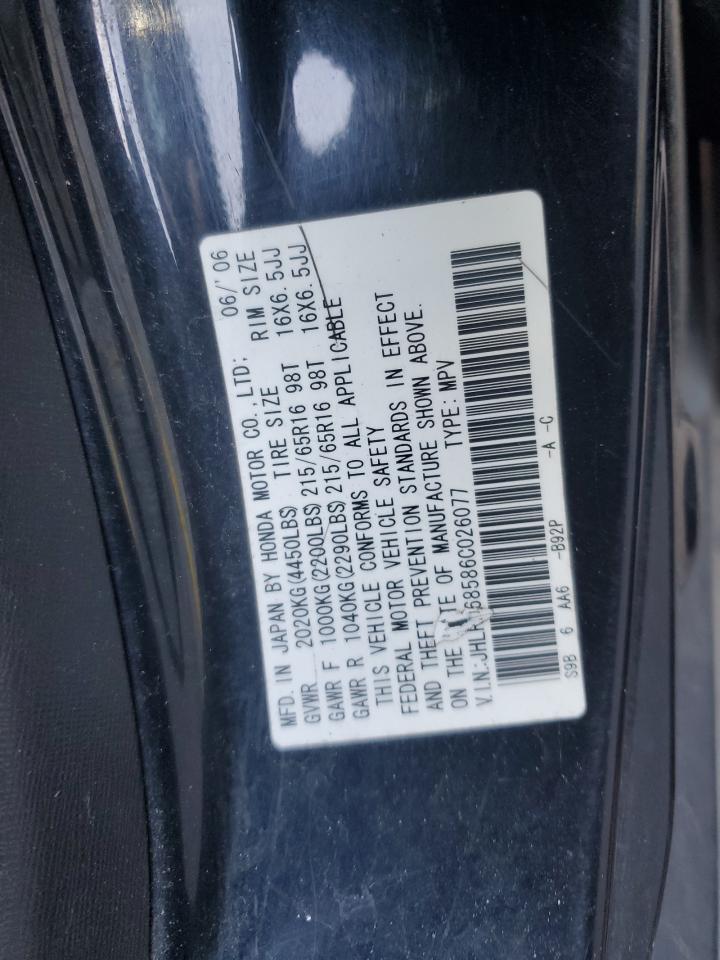 MFD. IN JAPAN BY HONDA MOTOR CO., LTD; 06/'06
GVWR 2020KG(4450LBS) TIRE SIZE RIM SIZE
GAWR F 1000KG(2200LBS) 215/65R16 98T 16X6.5JJ
GAWR R 1040KG(2290LBS) 215/65R16 98T 16X6.5JJ
THIS VEHICLE CONFORMS TO ALL APPLICABLE
FEDERAL MOTOR VEHICLE SAFETY
AND THEFT PREVENTION STANDARDS IN EFFECT
ON THE OF MANUFACTURE SHOWN ABOVE.
V.I.N.: TYPE: MPV
S9B 6 AA6 -B92P -A -C